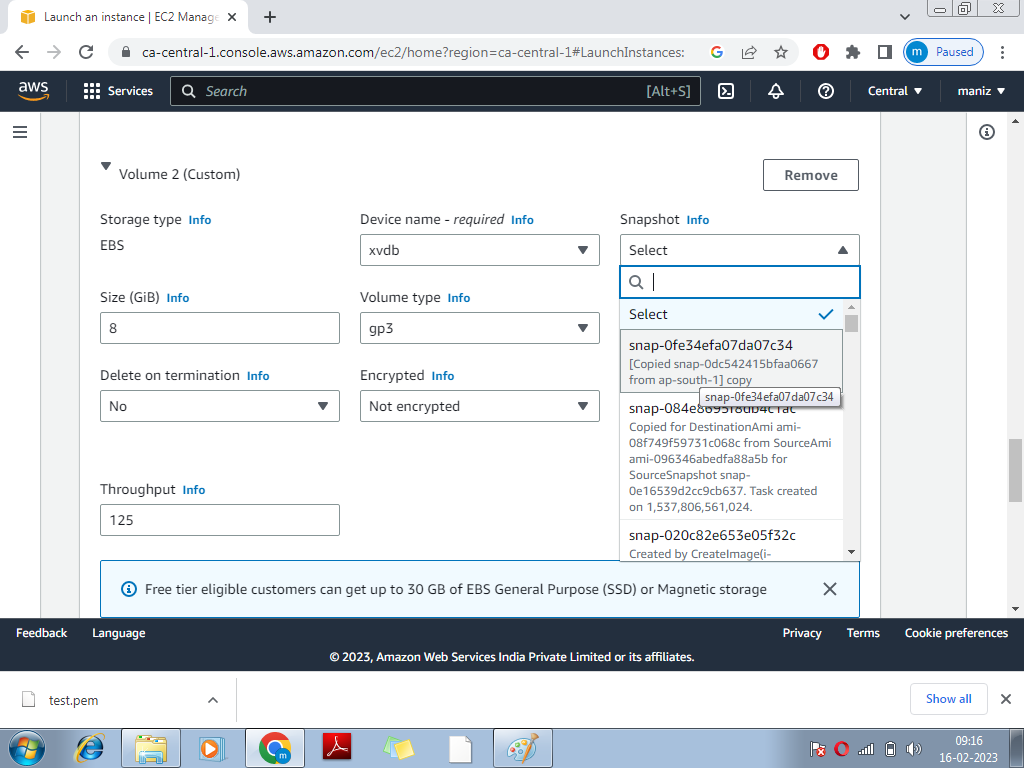 Launch an instance | EC2 Manage
ca-central-1.console.aws.amazon.com/ec2/home?region=ca-central-1#LaunchInstances:
m Paused
aws
Services
Search
[Alt+S]
Central
maniz
Volume 2 (Custom)
Remove
Storage type Info
EBS
Device name - required Info
xvdb
Snapshot Info
Select
Size (GiB) Info
8
Volume type Info
gp3
Select
snap-0fe34efa07da07c34
[Copied snap-0dc542415bfaa0667
from ap-south-1] copy
snap-0fe34efa07da07c34
Delete on termination Info
No
Encrypted Info
Not encrypted
Copied for DestinationAmi ami-
08f749f59731c068c from SourceAmi
ami-096346abedfa88a5b for
SourceSnapshot snap-
0e16539d2cc9cb637. Task created
on 1,537,806,561,024.
snap-020c82e653e05f32c
Created by CreateImage(i-
Throughput Info
125
Free tier eligible customers can get up to 30 GB of EBS General Purpose (SSD) or Magnetic storage
Feedback
Language
Privacy
Terms
Cookie preferences
© 2023, Amazon Web Services India Private Limited or its affiliates.
test.pem
Show all
m
09:16
16-02-2023